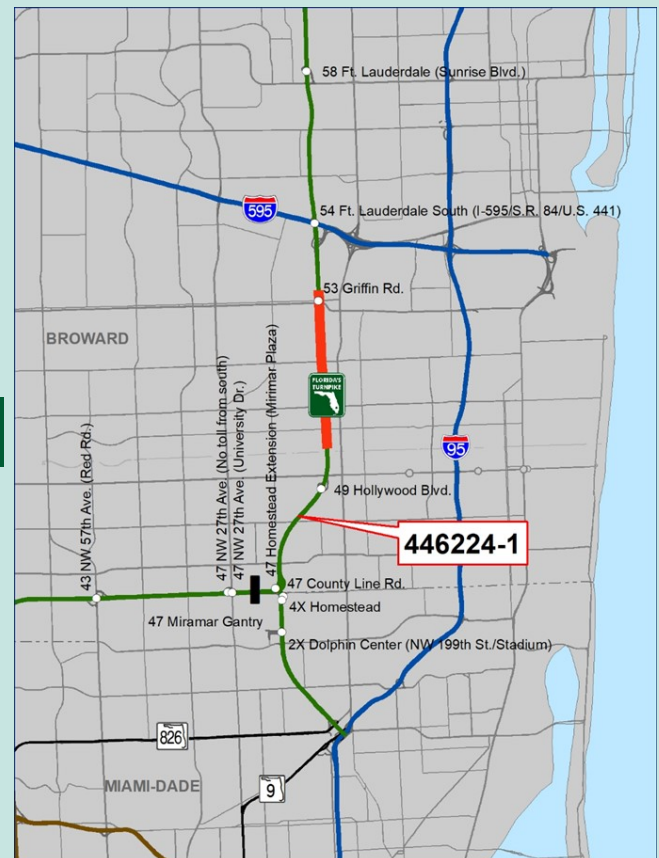 58 Ft. Lauderdale (Sunrise Blvd.)
595
54 Ft. Lauderdale South (I-595/S.R. 84/U.S. 441)
53 Griffin Rd.
BROWARD
FLORIDA'S
TURNPIKE
95
43 NW 57th Ave. (Red Rd.)
47 NW 27th Ave. (No toll from south)
47 NW 27th Ave. (University Dr.)
47 Homestead Extension (Mirimar Plaza)
49 Hollywood Blvd.
446224-1
47 County Line Rd.
4X Homestead
47 Miramar Gantry
2X Dolphin Center (NW 199th St./Stadium)
826
MIAMI-DADE
9